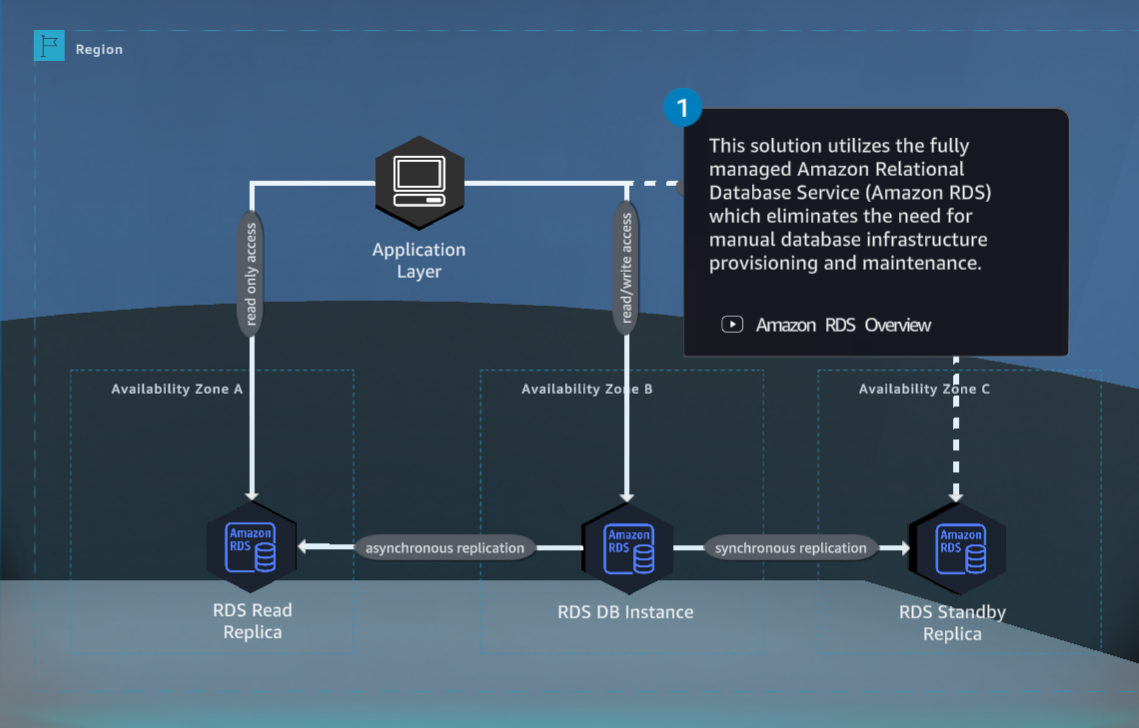 Region
1
This solution utilizes the fully
managed Amazon Relational
Database Service (Amazon RDS)
which eliminates the need for
manual database infrastructure
provisioning and maintenance.
Amazon RDS Overview
Application
Layer
read only access
read/write access
Availability Zone A
Availability Zone B
Availability Zone C
Amazon
RDS
asynchronous replication
Amazon
RDS
synchronous replication
Amazon
RDS
RDS Read
Replica
RDS DB Instance
RDS Standby
Replica